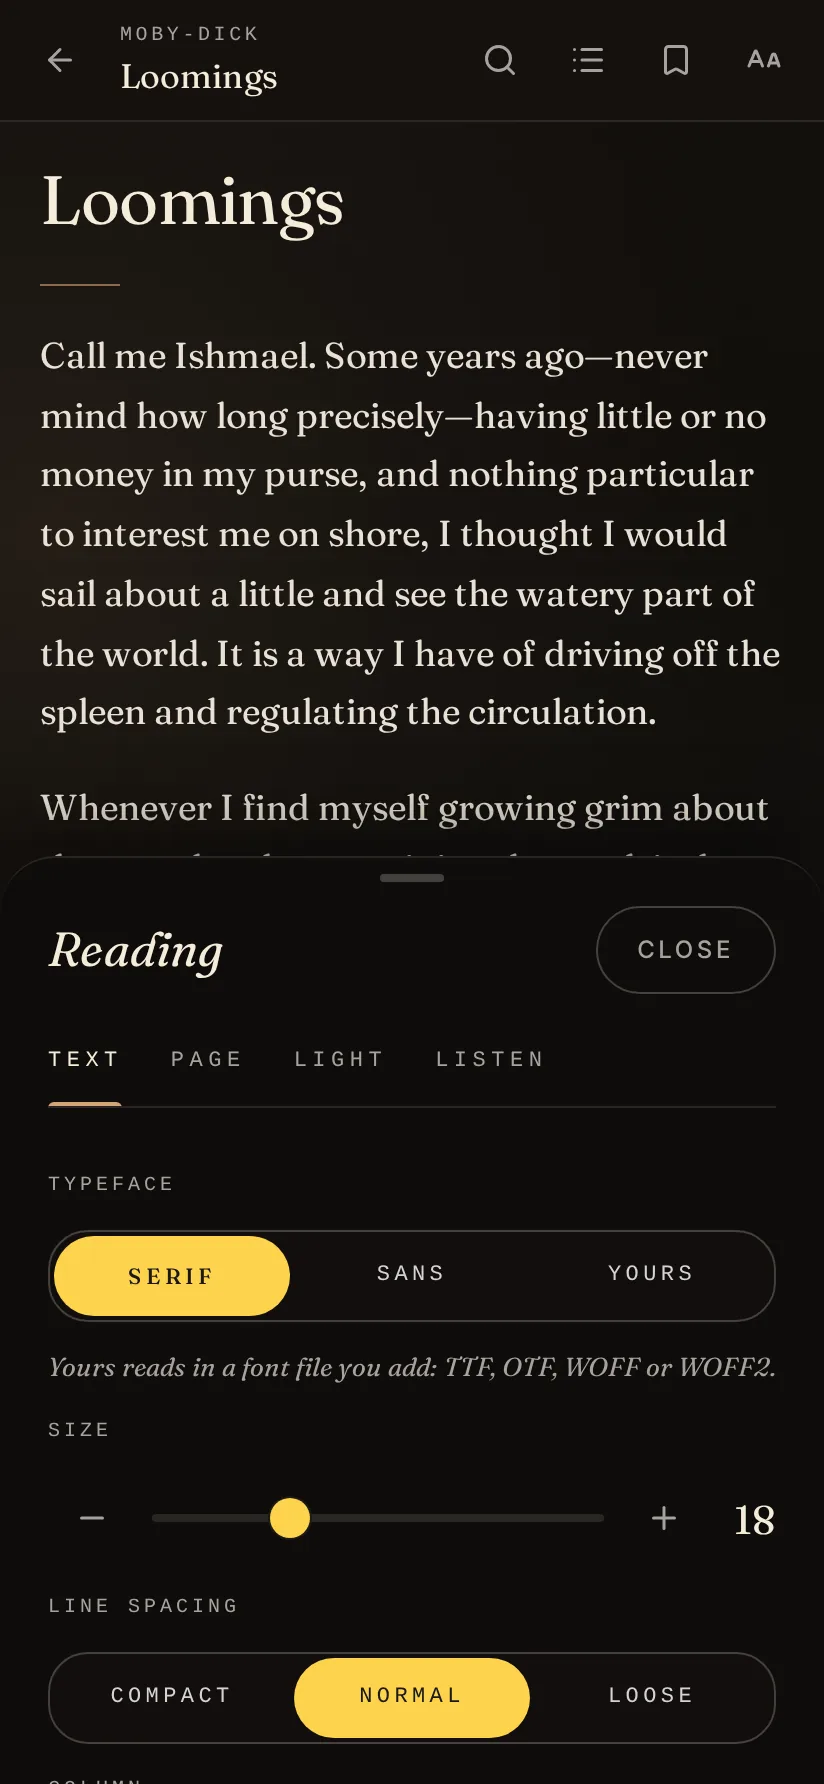 MOBY-DICK
Loomings
AA
Loomings
Call me Ishmael. Some years ago—never
mind how long precisely—having little or no
money in my purse, and nothing particular
to interest me on shore, I thought I would
sail about a little and see the watery part of
the world. It is a way I have of driving off the
spleen and regulating the circulation.
Whenever I find myself growing grim about
Reading
CLOSE
TEXT PAGE LIGHT LISTEN
TYPEFACE
SERIF SANS YOURS
Yours reads in a font file you add: TTF, OTF, WOFF or WOFF2.
SIZE
18
LINE SPACING
COMPACT NORMAL LOOSE